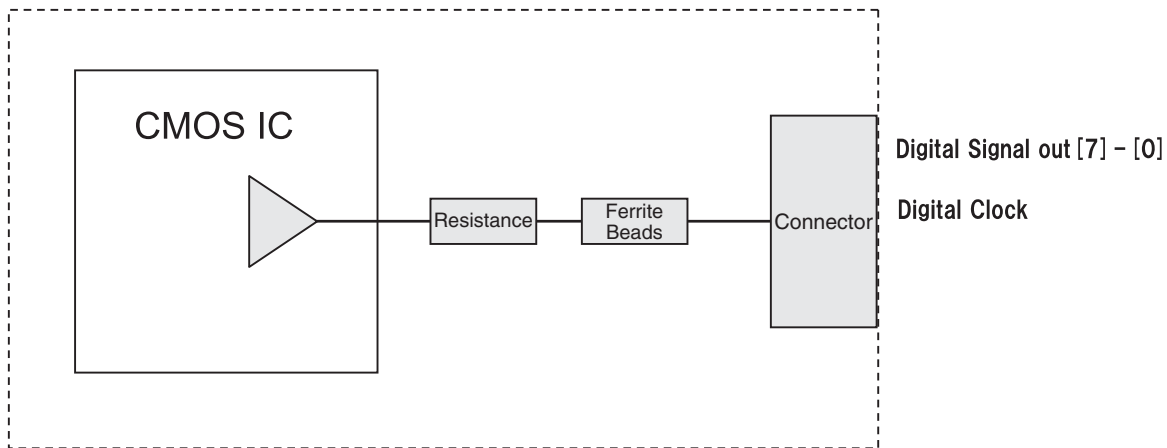 CMOS IC
Resistance
Ferrite
Beads
Connector
Digital Signal out [7] - [0]
Digital Clock